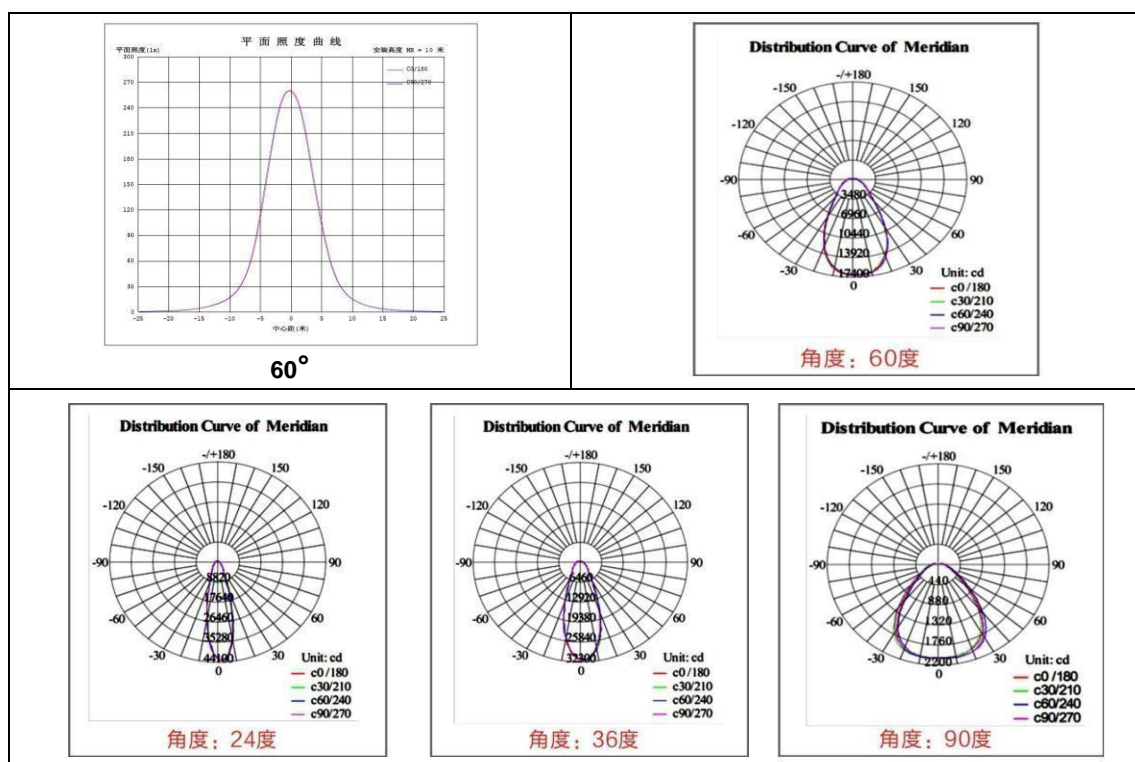 平 面 照 度 曲 线
平面照度(lx)
安装高度 MH = 10 米
300
270
240
210
180
150
120
90
60
30
0
C0/180
C90/270
-25 -20 -15 -10 -5 0 5 10 15 20 25
中心距(米)
60°
Distribution Curve of Meridian
-/+180
-150 150
-120 120
-90 90
-60 60
-30 30
0
3480
6960
10440
13920
17400
Unit: cd
c0 /180
c30/210
c60/240
c90/270
角度：60度
Distribution Curve of Meridian
-/+180
-150 150
-120 120
-90 90
-60 60
-30 30
0
8820
17640
26460
35280
44100
Unit: cd
c0/180
c30/210
c60/240
c90/270
角度：24度
Distribution Curve of Meridian
-/+180
-150 150
-120 120
-90 90
-60 60
-30 30
0
6460
12920
19380
25840
32300
Unit: cd
c0/180
c30/210
c60/240
c90/270
角度：36度
Distribution Curve of Meridian
-/+180
-150 150
-120 120
-90 90
-60 60
-30 30
0
440
880
1320
1760
2200
Unit: cd
c0 /180
c30/210
c60/240
c90/270
角度：90度